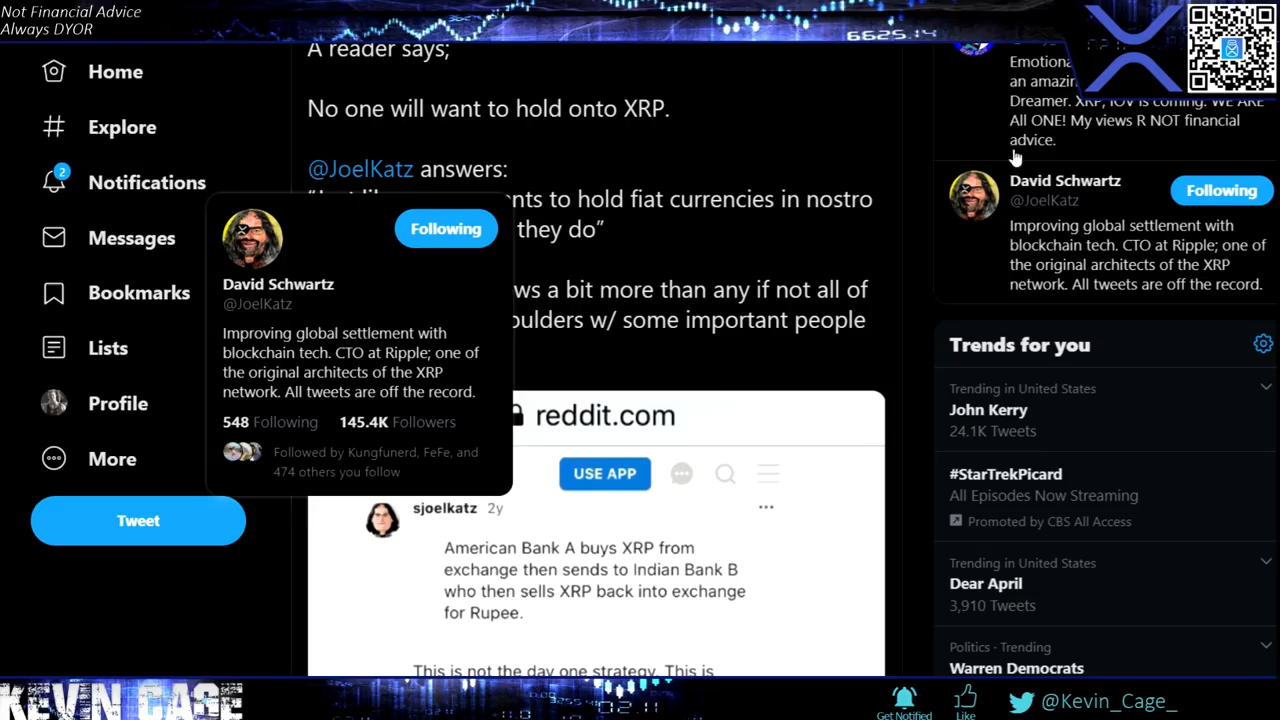 Not Financial Advice
Always DYOR
6625.14
Home
Explore
2
Notifications
Messages
Bookmarks
Lists
Profile
More
Tweet
A reader says;
No one will want to hold onto XRP.
@JoelKatz answers:
nts to hold fiat currencies in nostro
they do”
ws a bit more than any if not all of
oulders w/ some important people
Following
David Schwartz
@JoelKatz
Improving global settlement with
blockchain tech. CTO at Ripple; one of
the original architects of the XRP
network. All tweets are off the record.
548 Following 145.4K Followers
Followed by Kungfunerd, FeFe, and
474 others you follow
reddit.com
USE APP
sjoelkatz 2y
American Bank A buys XRP from
exchange then sends to Indian Bank B
who then sells XRP back into exchange
for Rupee.
This is not the day one strategy. This is
Emotiona
an amazin
Dreamer. XRP, IOV is coming. WE ARE
All ONE! My views R NOT financial
advice.
David Schwartz
@JoelKatz
Following
Improving global settlement with
blockchain tech. CTO at Ripple; one of
the original architects of the XRP
network. All tweets are off the record.
Trends for you
Trending in United States
John Kerry
24.1K Tweets
#StarTrekPicard
All Episodes Now Streaming
Promoted by CBS All Access
Trending in United States
Dear April
3,910 Tweets
Politics · Trending
Warren Democrats
KEVIN CAGE
Get Notified
Like
@Kevin_Cage_